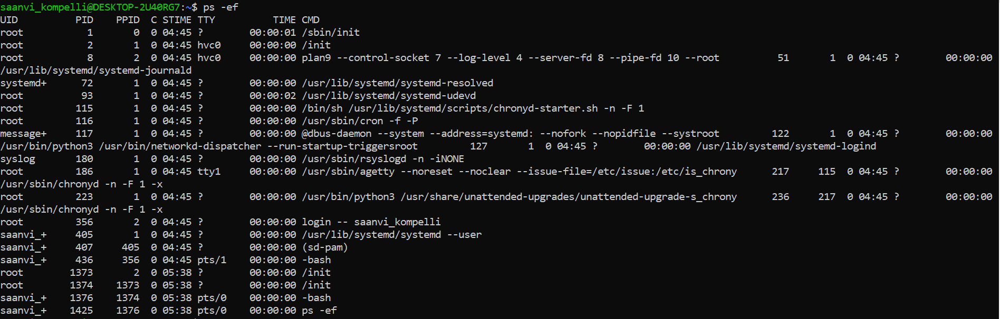 saanvi_kompelli@DESKTOP-2U40RG7:~$ ps -ef
UID          PID    PPID  C STIME TTY          TIME CMD
root           1       0  0 04:45 ?        00:00:01 /sbin/init
root           2       1  0 04:45 hvc0     00:00:00 /init
root           8       2  0 04:45 hvc0     00:00:00 plan9 --control-socket 7 --log-level 4 --server-fd 8 --pipe-fd 10 --root          51       1  0 04:45 ?        00:00:00
/usr/lib/systemd/systemd-journald
systemd+      72       1  0 04:45 ?        00:00:00 /usr/lib/systemd/systemd-resolved
root          93       1  0 04:45 ?        00:00:02 /usr/lib/systemd/systemd-udevd
root         115       1  0 04:45 ?        00:00:00 /bin/sh /usr/lib/systemd/scripts/chronyd-starter.sh -n -F 1
root         116       1  0 04:45 ?        00:00:00 /usr/sbin/cron -f -P
message+     117       1  0 04:45 ?        00:00:00 @dbus-daemon --system --address=systemd: --nofork --nopidfile --systroot         122       1  0 04:45 ?        00:00:00
/usr/bin/python3 /usr/bin/networkd-dispatcher --run-startup-triggersroot         127       1  0 04:45 ?        00:00:00 /usr/lib/systemd/systemd-logind
syslog       180       1  0 04:45 ?        00:00:00 /usr/sbin/rsyslogd -n -iNONE
root         186       1  0 04:45 tty1     00:00:00 /usr/sbin/agetty --noreset --noclear --issue-file=/etc/issue:/etc/is_chrony      217     115  0 04:45 ?        00:00:00
/usr/sbin/chronyd -n -F 1 -x
root         223       1  0 04:45 ?        00:00:00 /usr/bin/python3 /usr/share/unattended-upgrades/unattended-upgrade-s_chrony      236     217  0 04:45 ?        00:00:00
/usr/sbin/chronyd -n -F 1 -x
root         356       2  0 04:45 ?        00:00:00 login -- saanvi_kompelli
saanvi_+     405       1  0 04:45 ?        00:00:00 /usr/lib/systemd/systemd --user
saanvi_+     407     405  0 04:45 ?        00:00:00 (sd-pam)
saanvi_+     436     356  0 04:45 pts/1    00:00:00 -bash
root        1373       2  0 05:38 ?        00:00:00 /init
root        1374    1373  0 05:38 ?        00:00:00 /init
saanvi_+    1376    1374  0 05:38 pts/0    00:00:00 -bash
saanvi_+    1425    1376  0 05:38 pts/0    00:00:00 ps -ef